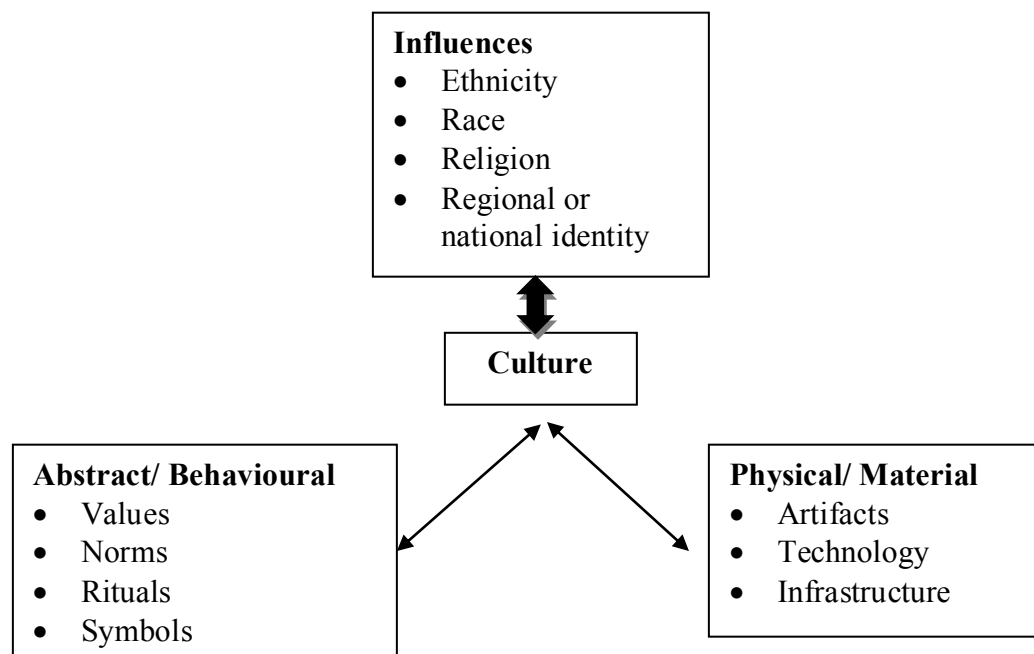 Influences
• Ethnicity
• Race
• Religion
• Regional or
national identity
Culture
Abstract/ Behavioural
• Values
• Norms
• Rituals
• Symbols
Physical/ Material
• Artifacts
• Technology
• Infrastructure